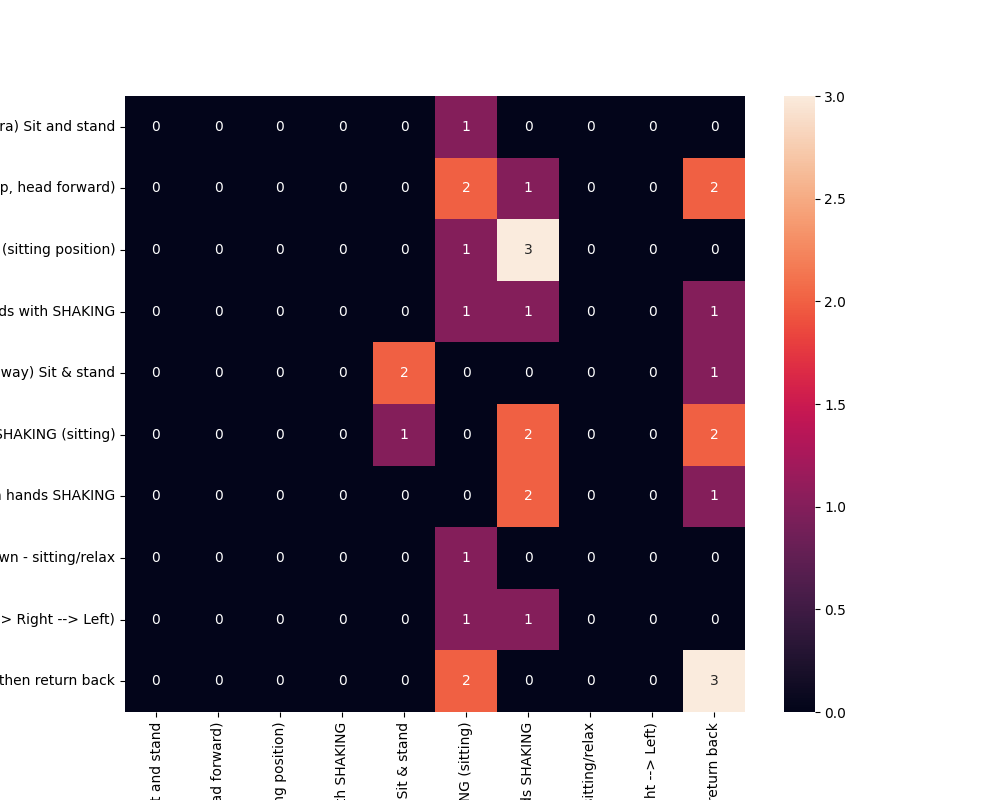 ra) Sit and stand 0 0 0 0 0 1 0 0 0 0
p, head forward) 0 0 0 0 0 2 1 0 0 2
(sitting position) 0 0 0 0 0 1 3 0 0 0
ds with SHAKING 0 0 0 0 0 1 1 0 0 1
way) Sit & stand 0 0 0 0 2 0 0 0 0 1
SHAKING (sitting) 0 0 0 0 1 0 2 0 0 2
hands SHAKING 0 0 0 0 0 0 2 0 0 1
wn - sitting/relax 0 0 0 0 0 1 0 0 0 0
> Right --> Left) 0 0 0 0 0 1 1 0 0 0
then return back 0 0 0 0 0 2 0 0 0 3
t and stand
ad forward)
ng position)
th SHAKING
Sit & stand
NG (sitting)
ds SHAKING
sitting/relax
ht --> Left)
return back
3.0
2.5
2.0
1.5
1.0
0.5
0.0